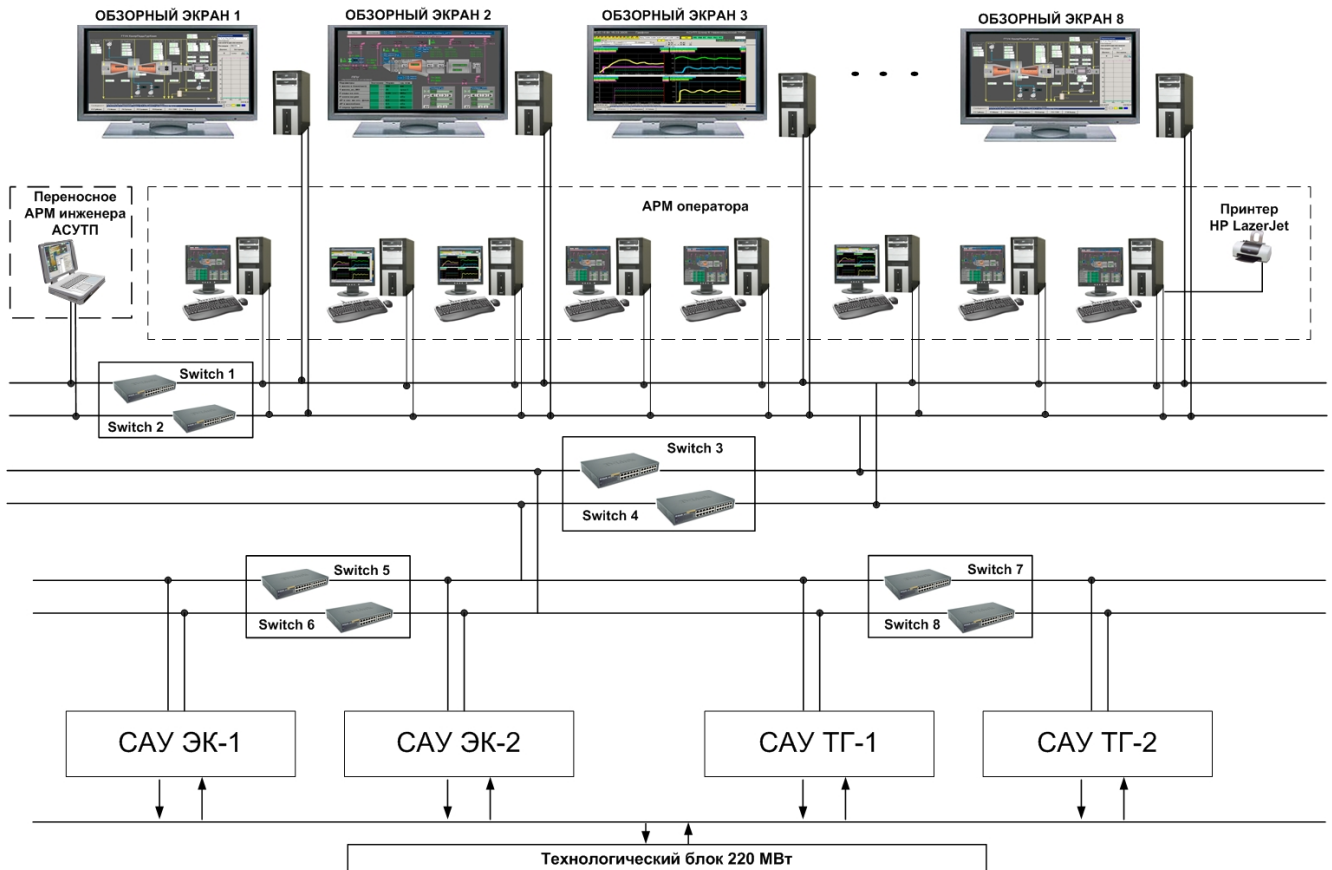 ОБЗОРНЫЙ ЭКРАН 1
ОБЗОРНЫЙ ЭКРАН 2
ОБЗОРНЫЙ ЭКРАН 3
ОБЗОРНЫЙ ЭКРАН 8
Переносное
АРМ инженера
АСУТП
АРМ оператора
Принтер
HP LazerJet
Switch 1
Switch 2
Switch 3
Switch 4
Switch 5
Switch 6
Switch 7
Switch 8
САУ ЭК-1
САУ ЭК-2
САУ ТГ-1
САУ ТГ-2
Технологический блок 220 МВт